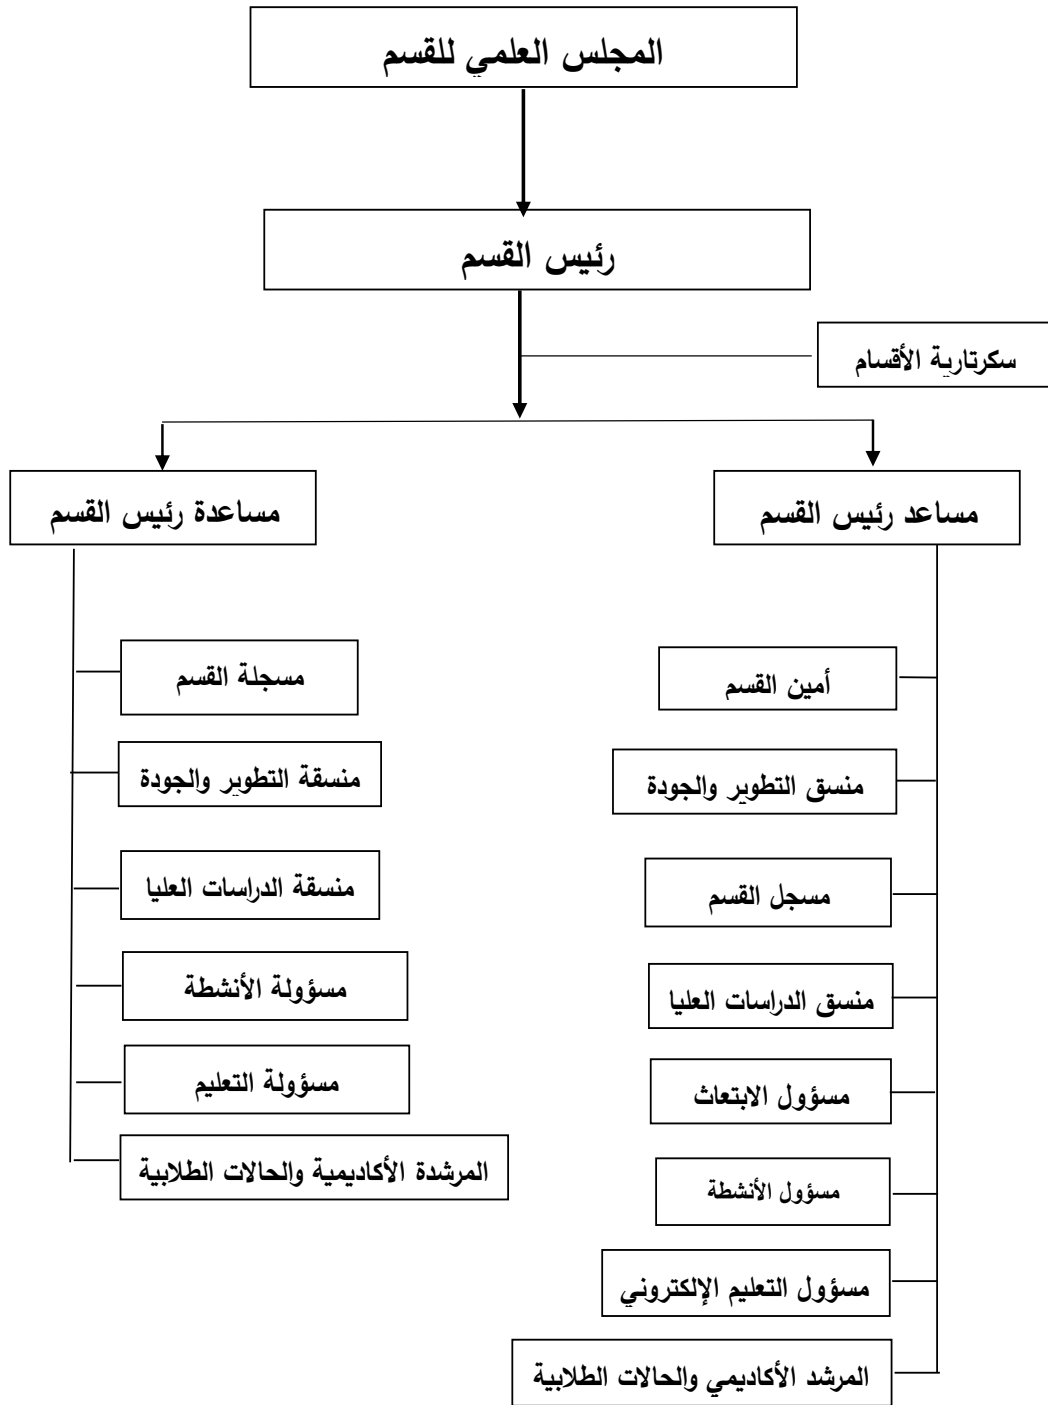 المجلس العلمي للقسم
رئيس القسم
سكرتارية الأقسام
مساعد رئيس القسم
أمين القسم
منسق التطوير والجودة
مسجل القسم
منسق الدراسات العليا
مسؤول الابتعاث
مسؤول الأنشطة
مسؤول التعليم الإلكتروني
المرشد الأكاديمي والحالات الطلابية
مساعدة رئيس القسم
مسجلة القسم
منسقة التطوير والجودة
منسقة الدراسات العليا
مسؤولة الأنشطة
مسؤولة التعليم
المرشدة الأكاديمية والحالات الطلابية